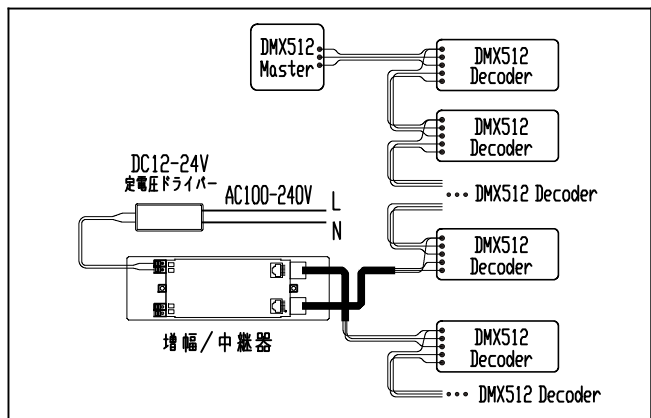 DMX512
Master
DMX512
Decoder
DMX512
Decoder
DC12-24V
定電圧ドライバー
AC100-240V
L
N
••• DMX512 Decoder
DMX512
Decoder
増幅/中継器
DMX512
Decoder
••• DMX512 Decoder